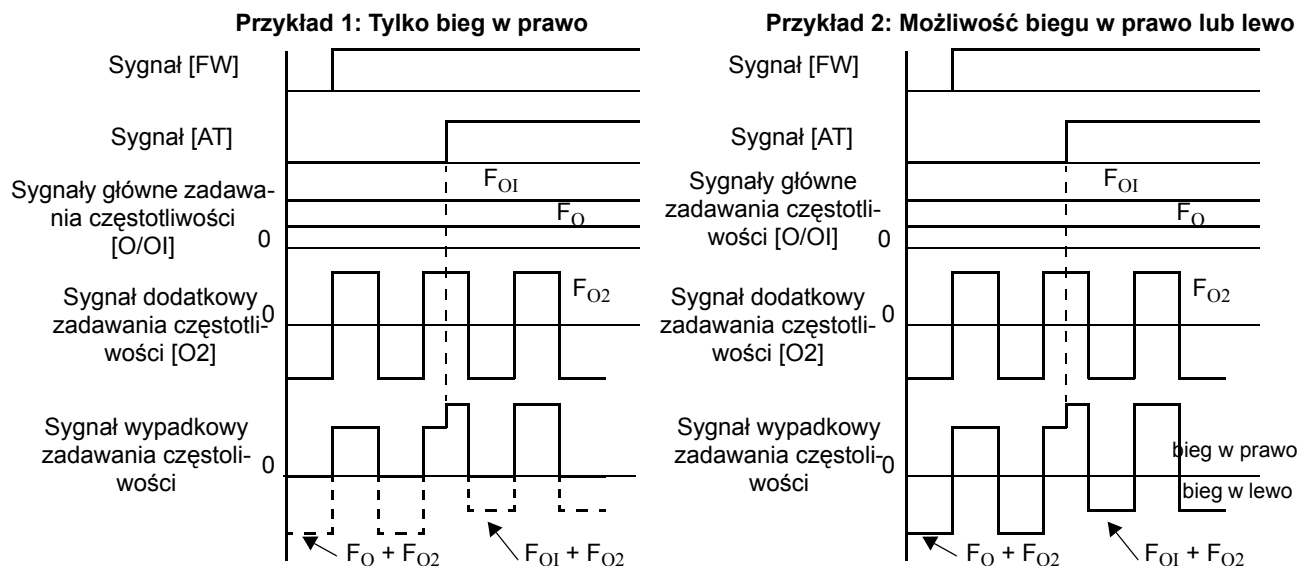 Przykład 1: Tylko bieg w prawo
Sygnał [FW]
Sygnał [AT]
F_OI
Sygnały główne zadawa-
nia częstotliwości
[O/OI]
F_O
0
Sygnał dodatkowy
zadawania częstotli-
wości [O2]
0
F_O2
Sygnał wypadkowy
zadawania częstoli-
wości
0
F_O + F_O2
F_OI + F_O2
Przykład 2: Możliwość biegu w prawo lub lewo
Sygnał [FW]
Sygnał [AT]
F_OI
Sygnały główne
zadawania częstotli-
wości [O/OI]
F_O
0
Sygnał dodatkowy
zadawania częstotli-
wości [O2]
0
F_O2
Sygnał wypadkowy
zadawania częstoli-
wości
0
bieg w prawo
bieg w lewo
F_O + F_O2
F_OI + F_O2